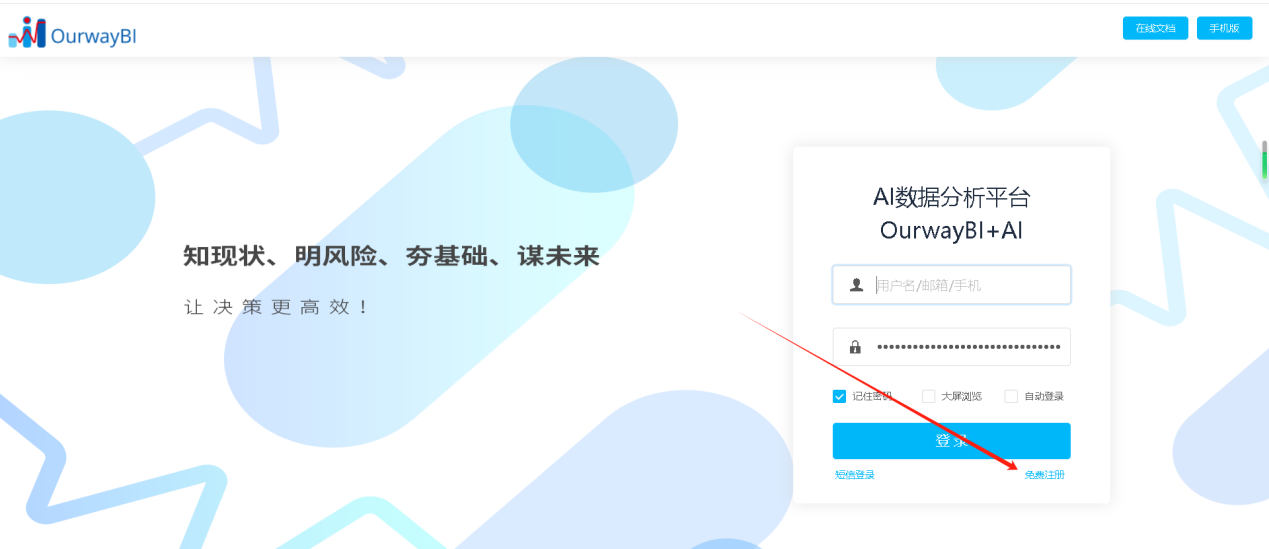 OurwayBI
在线文档
手机版
知现状、明风险、夯基础、谋未来
让决策更高效！
AI数据分析平台
OurwayBI+AI
用户名/邮箱/手机
记住密码
大屏浏览
自动登录
登录
短信登录
免费注册